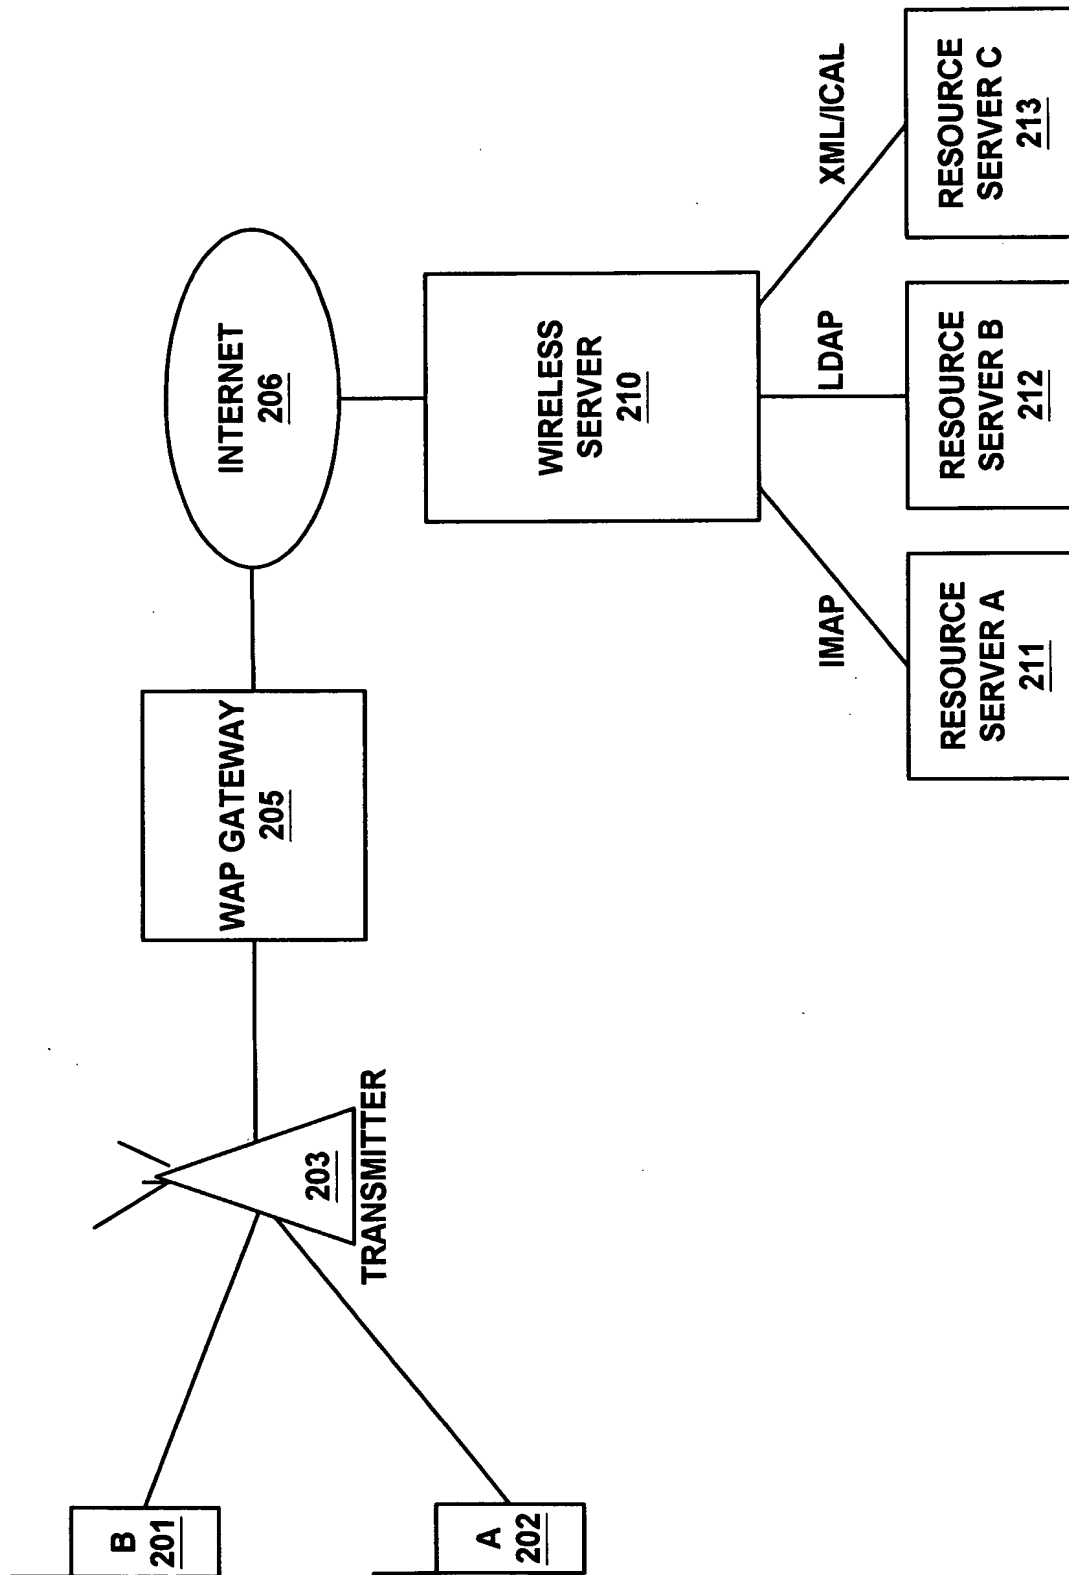 B
201
A
202
203
TRANSMITTER
WAP GATEWAY
205
INTERNET
206
WIRELESS
SERVER
210
IMAP
LDAP
XML/ICAL
RESOURCE
SERVER A
211
RESOURCE
SERVER B
212
RESOURCE
SERVER C
213